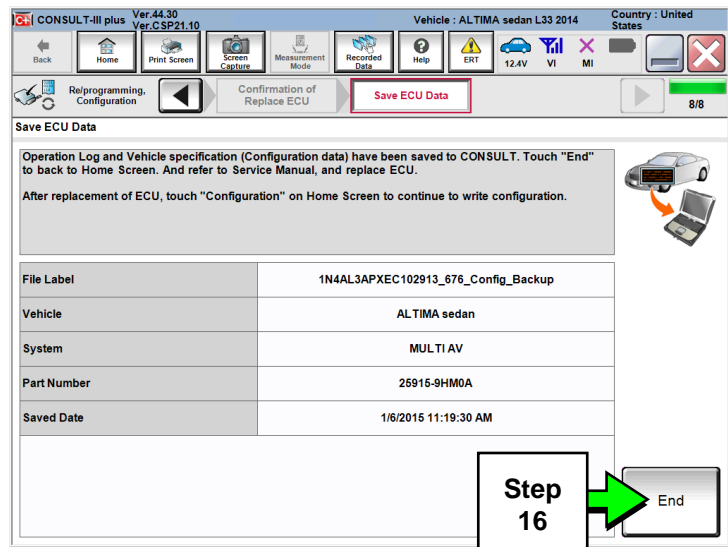 CONSULT-III plus Ver.44.30
Ver.CSP21.10
Vehicle : ALTIMA sedan L33 2014
Country : United
States
Back
Home
Print Screen
Screen
Capture
Measurement
Mode
Recorded
Data
Help
ERT
12.4V
VI
MI
Re/programming,
Configuration
Confirmation of
Replace ECU
Save ECU Data
8/8
Save ECU Data
Operation Log and Vehicle specification (Configuration data) have been saved to CONSULT. Touch "End"
to back to Home Screen. And refer to Service Manual, and replace ECU.
After replacement of ECU, touch "Configuration" on Home Screen to continue to write configuration.
File Label
1N4AL3APXEC102913_676_Config_Backup
Vehicle
ALTIMA sedan
System
MULTI AV
Part Number
25915-9HM0A
Saved Date
1/6/2015 11:19:30 AM
Step
16
End